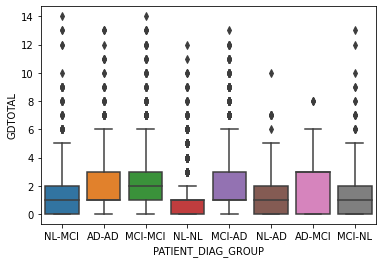 14
12
10
8
6
4
2
0
GDTOTAL
NL-MCI AD-AD MCI-MCI NL-NL MCI-AD NL-AD AD-MCI MCI-NL
PATIENT_DIAG_GROUP